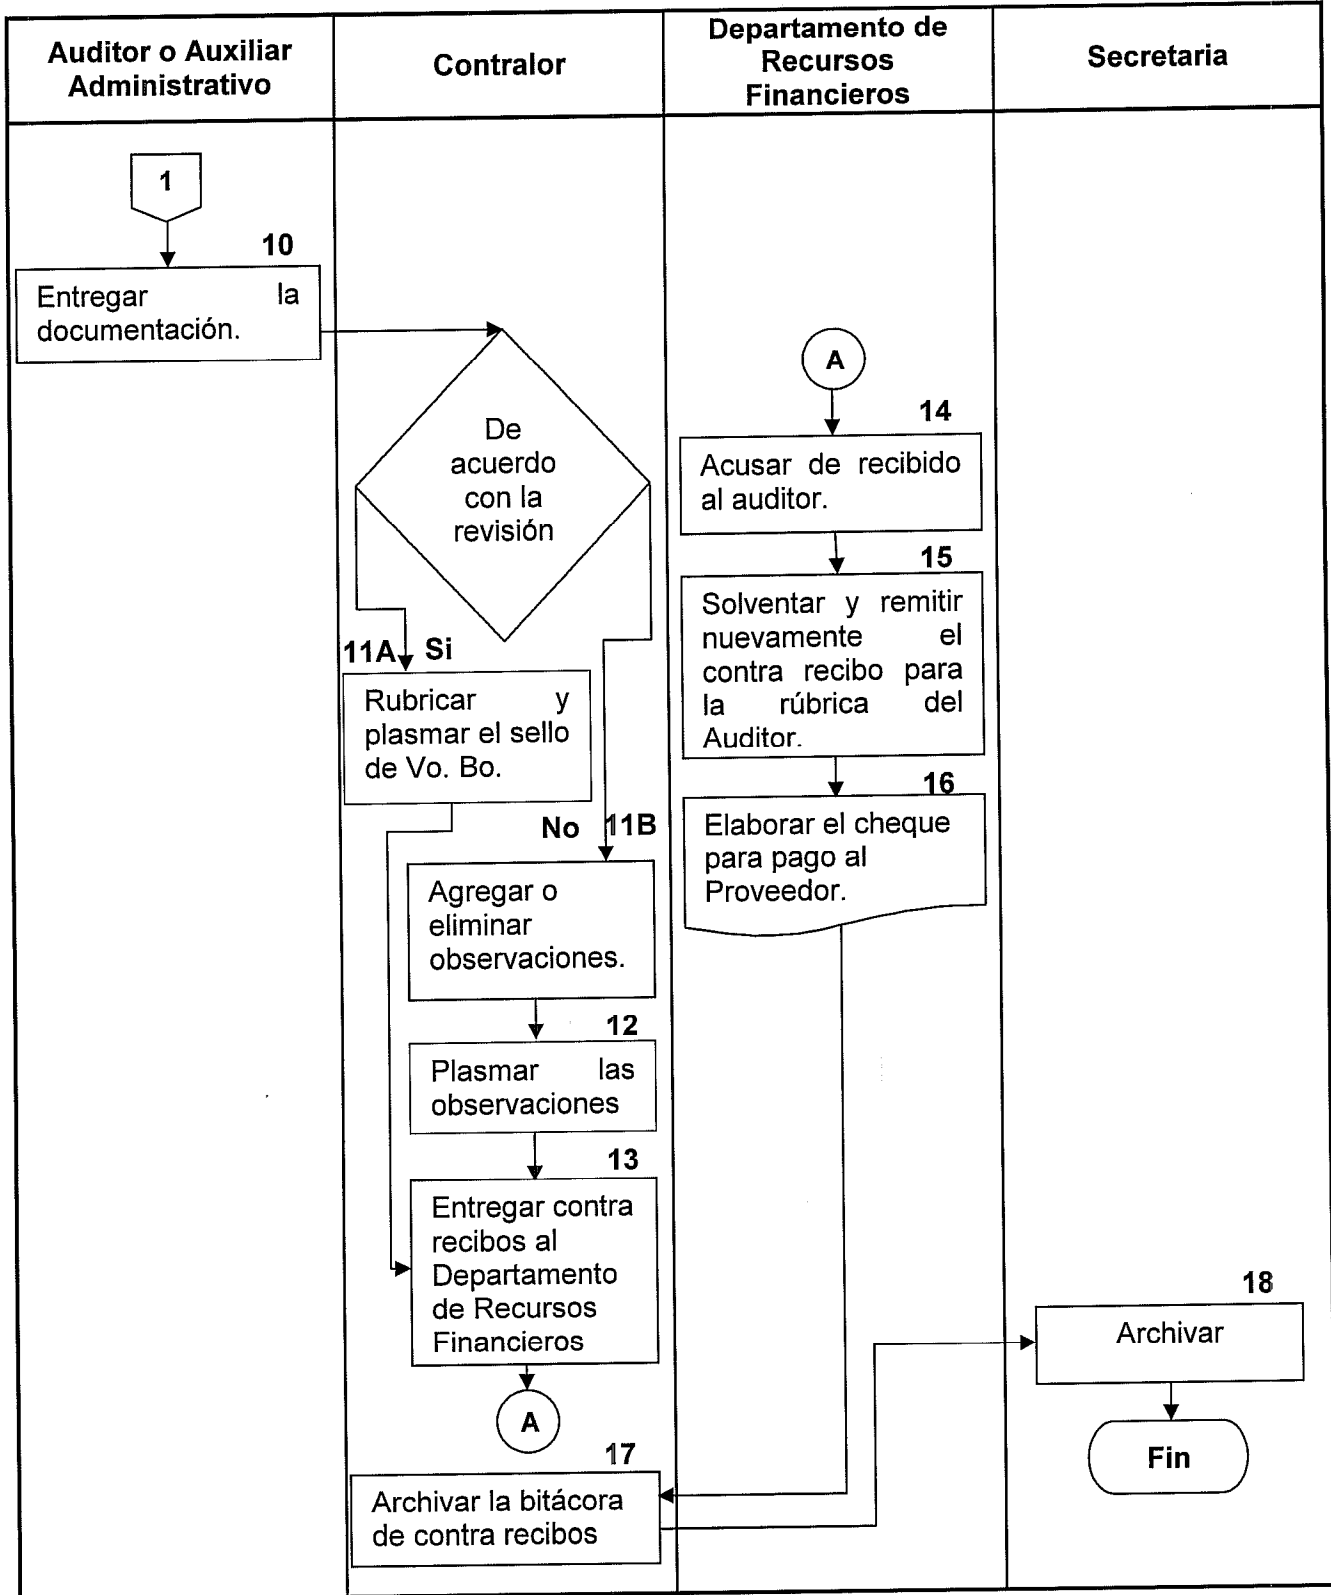 Auditor o Auxiliar
Administrativo
Contralor
Departamento de
Recursos
Financieros
Secretaria
1
10
Entregar la
documentación.
De
acuerdo
con la
revisión
11A Si
Rubricar y
plasmar el sello
de Vo. Bo.
No 11B
Agregar o
eliminar
observaciones.
12
Plasmar las
observaciones
13
Entregar contra
recibos al
Departamento
de Recursos
Financieros
A
A
14
Acusar de recibido
al auditor.
15
Solventar y remitir
nuevamente el
contra recibo para
la rúbrica del
Auditor.
16
Elaborar el cheque
para pago al
Proveedor.
17
Archivar la bitácora
de contra recibos
18
Archivar
Fin